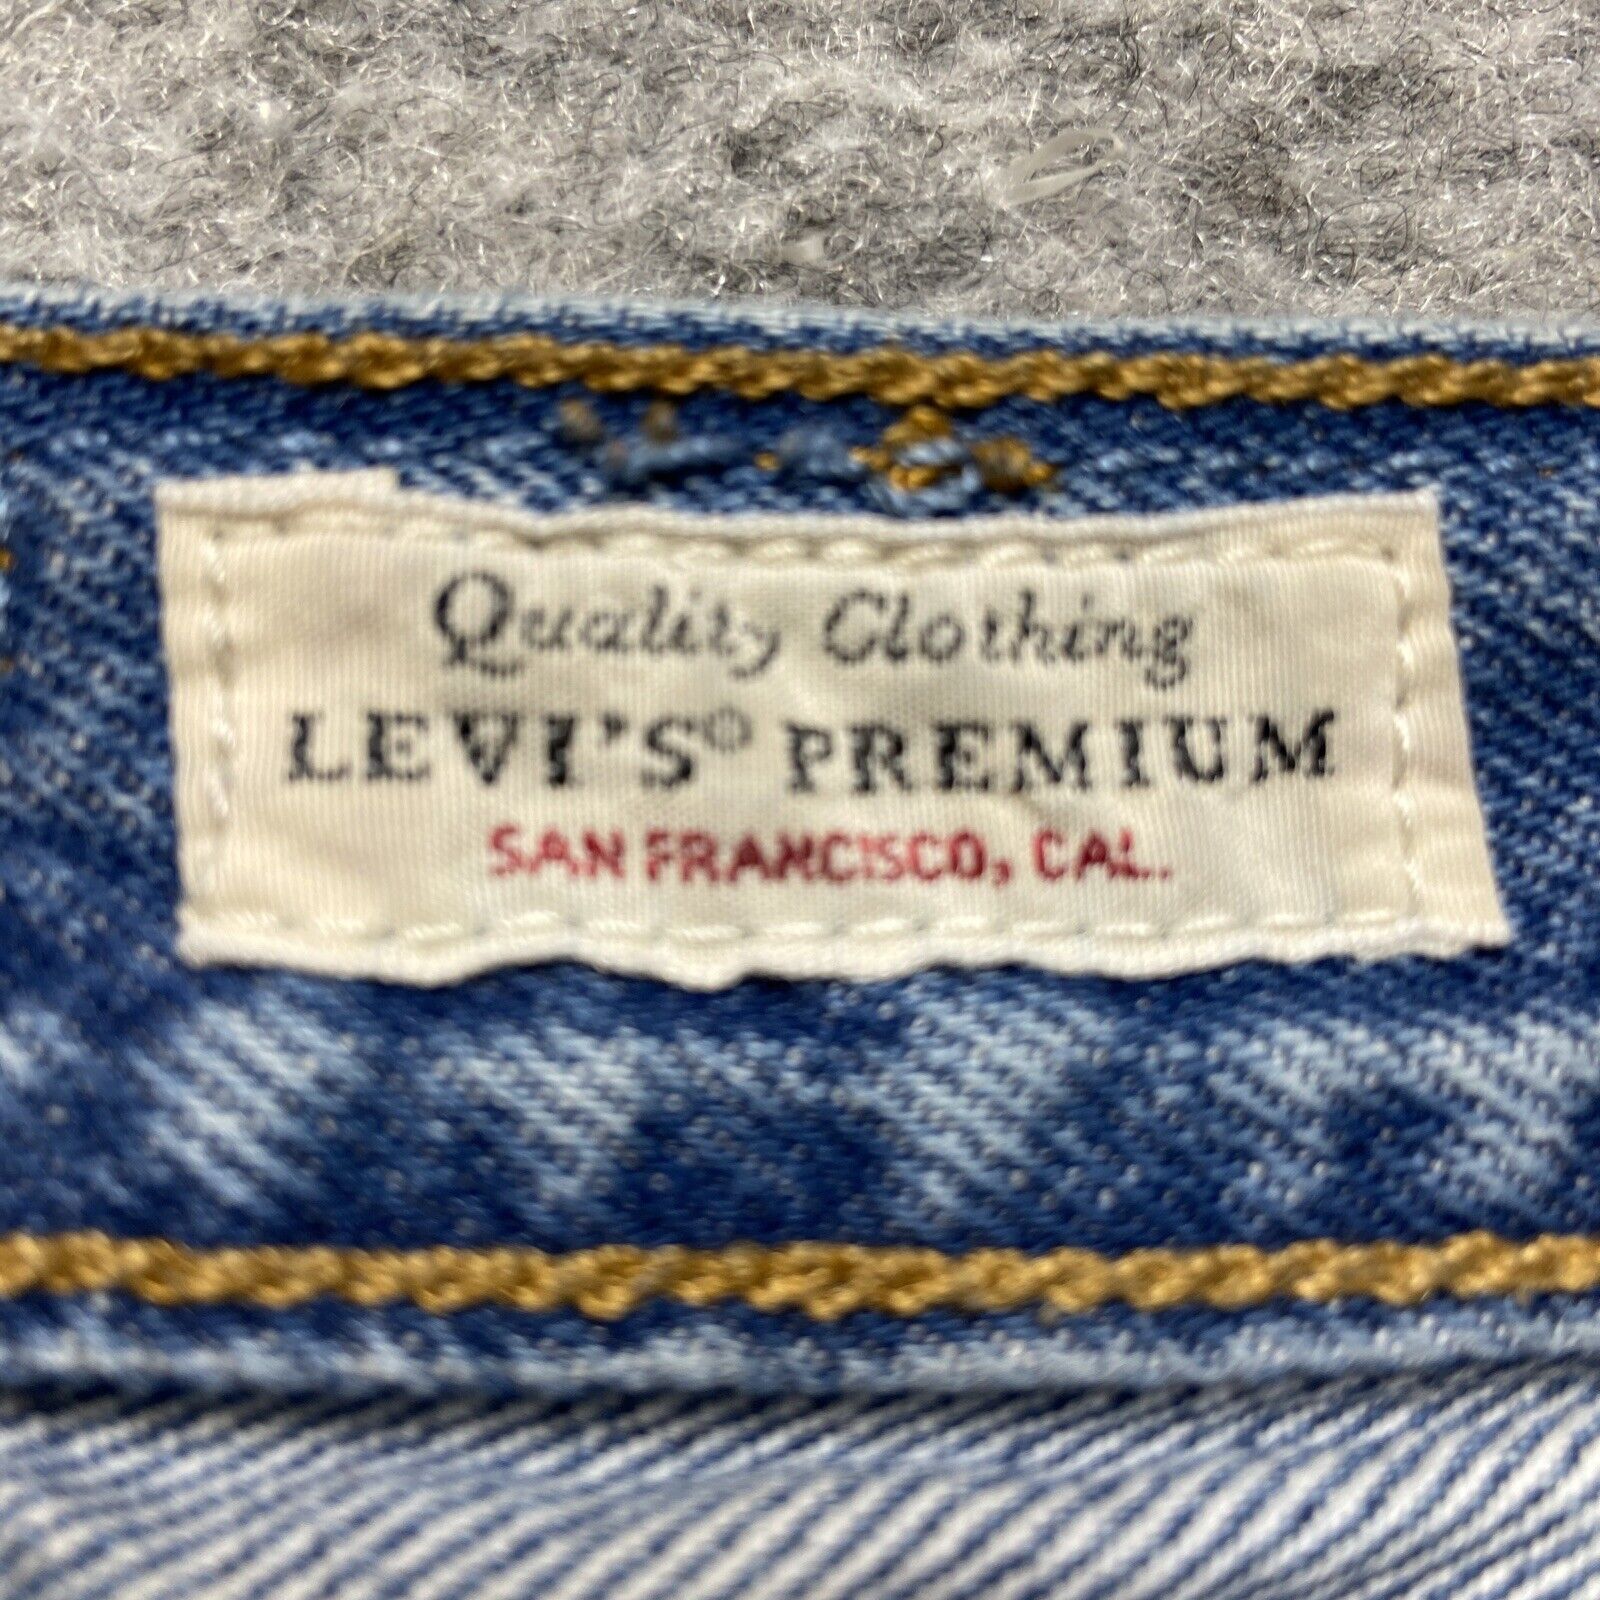 Quality Clothing
LEVI'S® PREMIUM
SAN FRANCISCO, CAL.